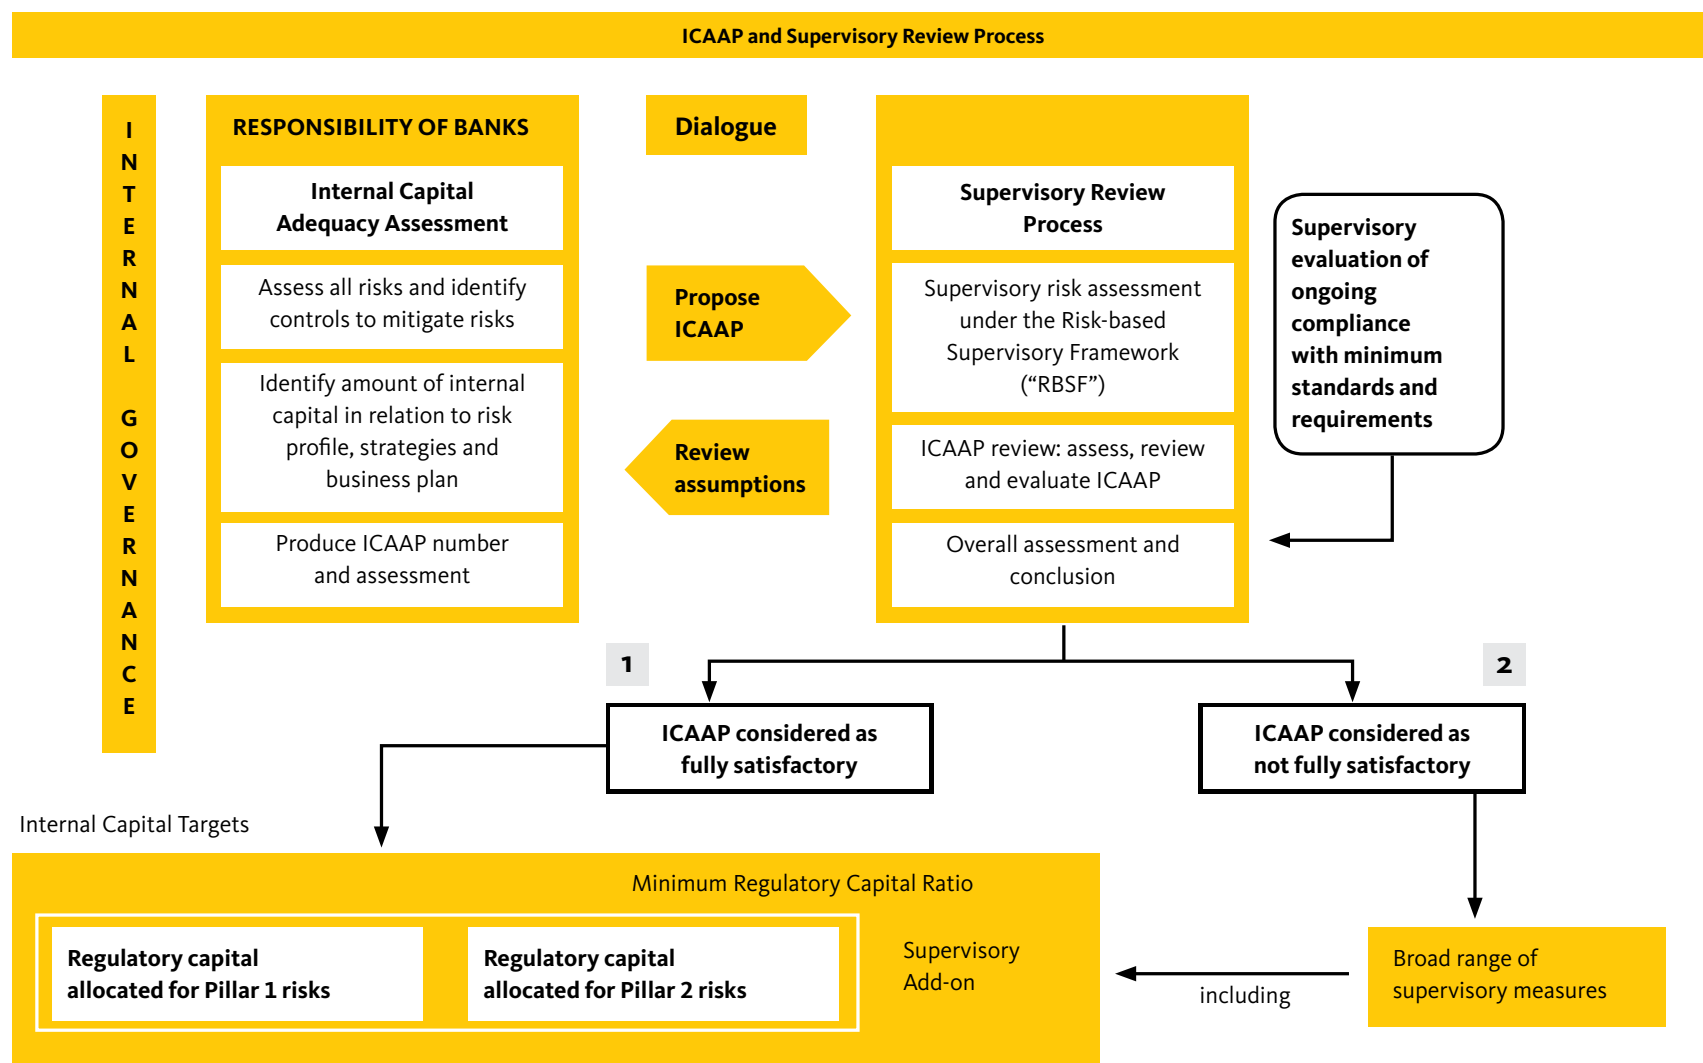 ICAAP and Supervisory Review Process
INTERNAL GOVERNANCE
RESPONSIBILITY OF BANKS
Internal Capital
Adequacy Assessment
Assess all risks and identify
controls to mitigate risks
Identify amount of internal
capital in relation to risk
profile, strategies and
business plan
Produce ICAAP number
and assessment
Dialogue
Propose
ICAAP
Review
assumptions
Supervisory Review
Process
Supervisory risk assessment
under the Risk-based
Supervisory Framework
(“RBSF”)
ICAAP review: assess, review
and evaluate ICAAP
Overall assessment and
conclusion
Supervisory
evaluation of
ongoing
compliance
with minimum
standards and
requirements
1
ICAAP considered as
fully satisfactory
2
ICAAP considered as
not fully satisfactory
Internal Capital Targets
Minimum Regulatory Capital Ratio
Regulatory capital
allocated for Pillar 1 risks
Regulatory capital
allocated for Pillar 2 risks
Supervisory
Add-on
including
Broad range of
supervisory measures